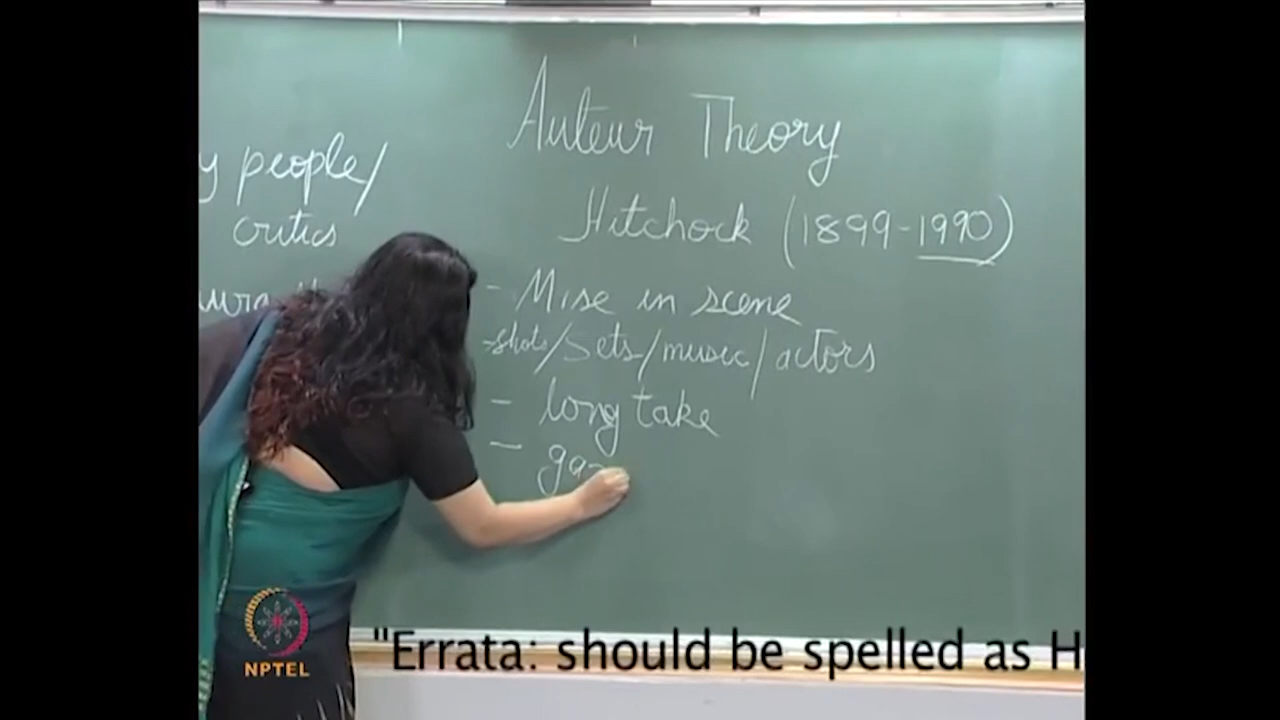 y people/
critics
Auteur Theory
Hitchock (1899-1990)
- Mise in scene
-shots/sets/music/actors
- long take
-
"Errata: should be spelled as H
NPTEL